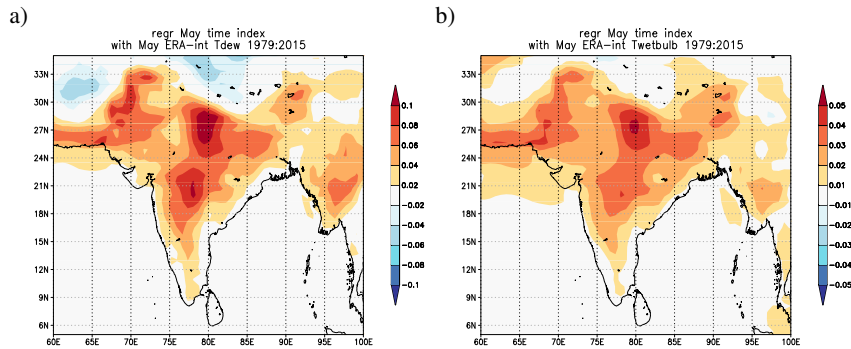 a)
regr May time index
with May ERA-int Tdew 1979:2015
33N
30N
27N
24N
21N
18N
15N
12N
9N
6N
60E 65E 70E 75E 80E 85E 90E 95E 100E
0.1
0.08
0.06
0.04
0.02
-0.02
-0.04
-0.06
-0.08
-0.1
b)
regr May time index
with May ERA-int Twetbulb 1979:2015
33N
30N
27N
24N
21N
18N
15N
12N
9N
6N
60E 65E 70E 75E 80E 85E 90E 95E 100E
0.05
0.04
0.03
0.02
0.01
-0.01
-0.02
-0.03
-0.04
-0.05